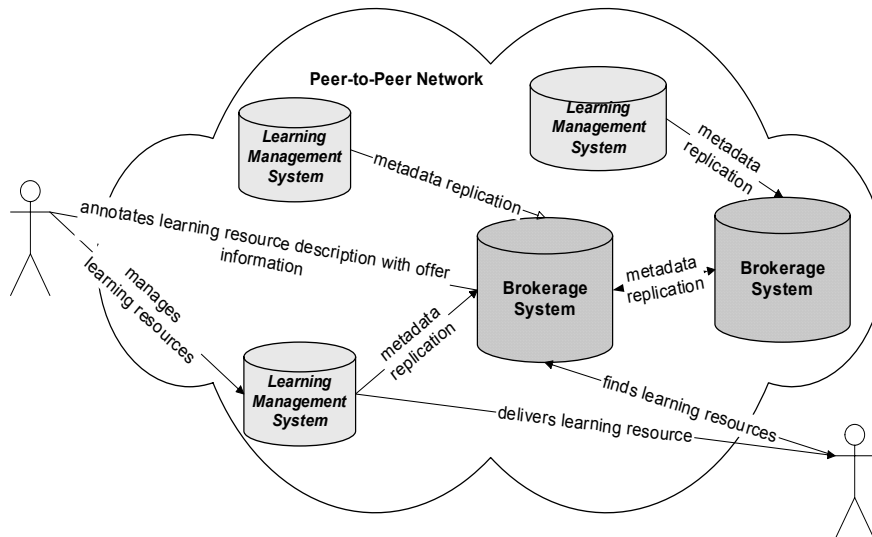 Peer-to-Peer Network
Learning
Management
System
Learning
Management
System
metadata
replication
metadata replication
annotates learning resource description with offer
information
manages
learning resources
Brokerage
System
metadata
replication
Brokerage
System
metadata
replication
Learning
Management
System
finds learning resources
delivers learning resource